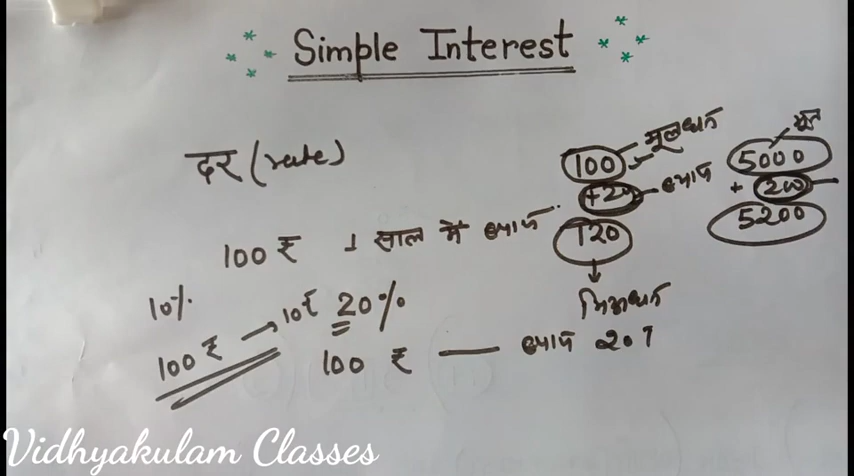 Simple Interest
दर (rate)
100 मूलधन
+20 ब्याज
120
मिश्रधन
5000 मूल
+ 200
5200
100 ₹ 1 साल में ब्याज
10%
100 ₹ → 10₹
20%
100 ₹ — ब्याज 20₹
Vidhyakulam Classes